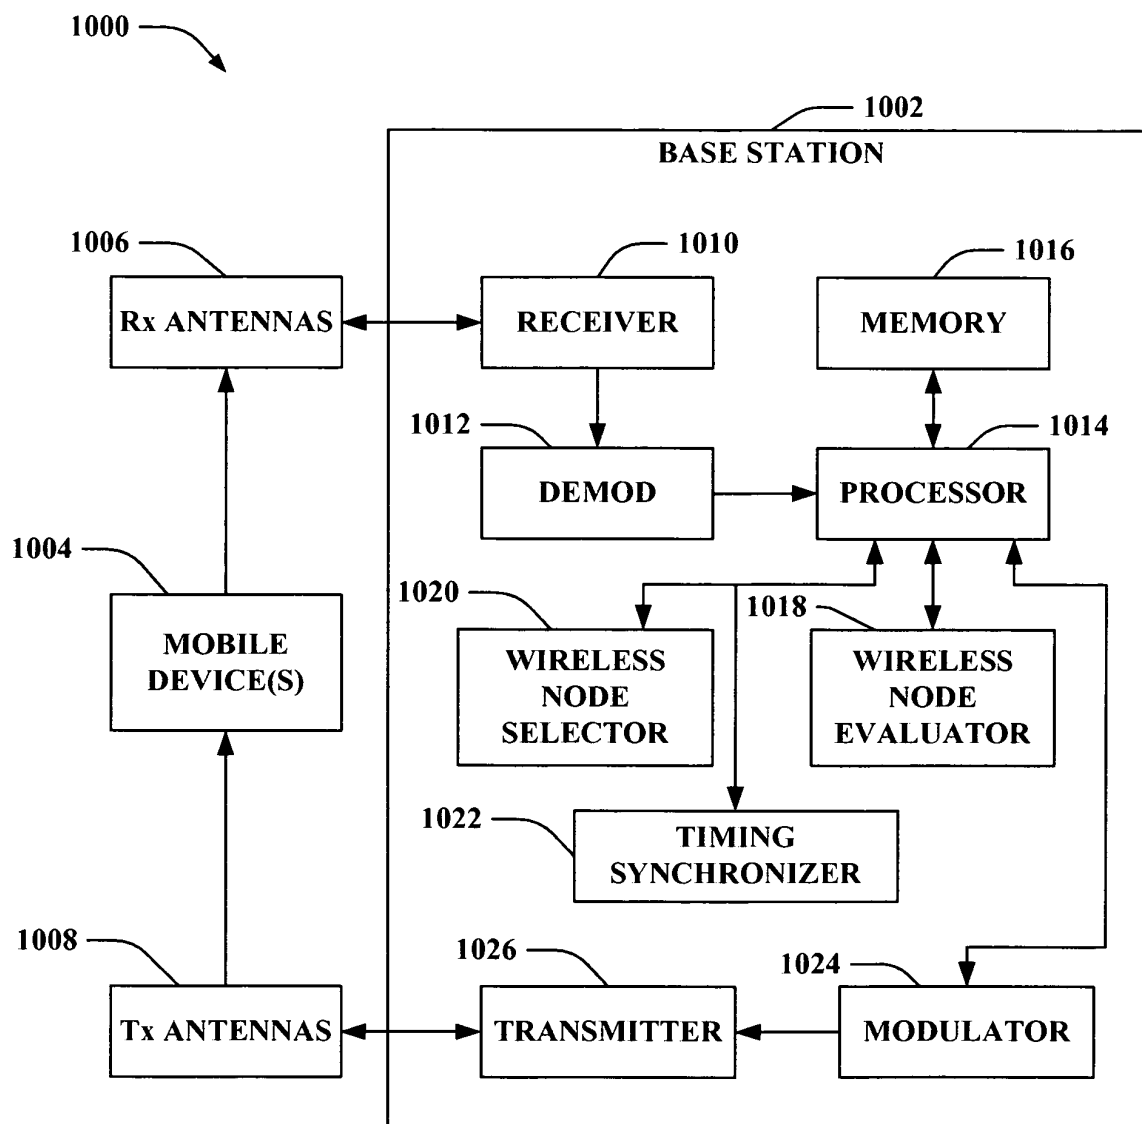 1000
1002
BASE STATION
1006
1010
1016
Rx ANTENNAS
RECEIVER
MEMORY
1012
1014
DEMOD
PROCESSOR
1004
1020
1018
MOBILE
DEVICE(S)
WIRELESS
NODE
SELECTOR
WIRELESS
NODE
EVALUATOR
1022
TIMING
SYNCHRONIZER
1008
1026
1024
Tx ANTENNAS
TRANSMITTER
MODULATOR